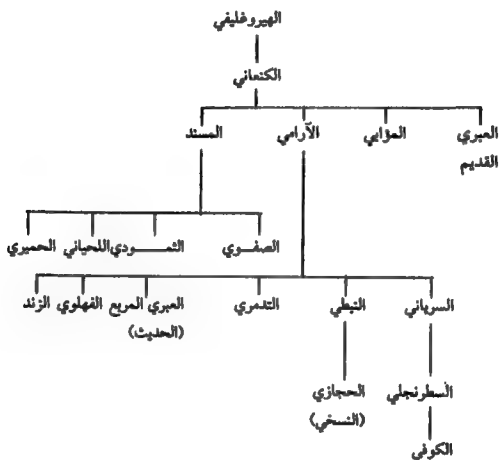 الهيروغليفي
الكنعاني
العبري المؤابي الآرامي المسند
القديم
الصفوي الثمودي اللحياني الحميري
السرياني النبطي التدمري العبري المربع الفهلوي الزند
(الحديث)
السطرنجلي الحجازي
(النسخي)
الكوفي